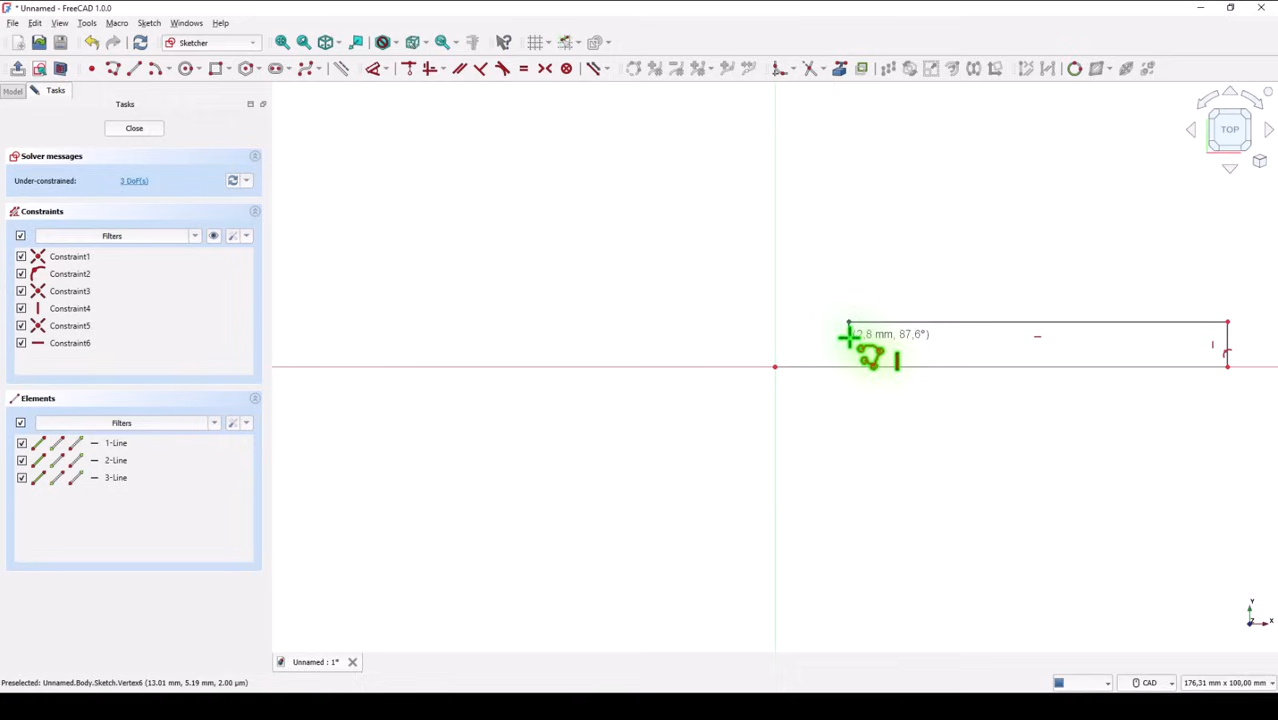 * Unnamed - FreeCAD 1.0.0
File Edit View Tools Macro Sketch Windows Help
Sketcher
Model Tasks
Tasks
Close
Solver messages
Under-constrained: 3 DoF(s)
Constraints
Filters
Constraint1
Constraint2
Constraint3
Constraint4
Constraint5
Constraint6
Elements
Filters
1-Line
2-Line
3-Line
TOP
(2,8 mm, 87,6°)
Y
Z
X
Unnamed : 1*
Preselected: Unnamed.Body.Sketch.Vertex6 (13.01 mm, 5.19 mm, 2.00 µm)
CAD
176,31 mm x 100,00 mm